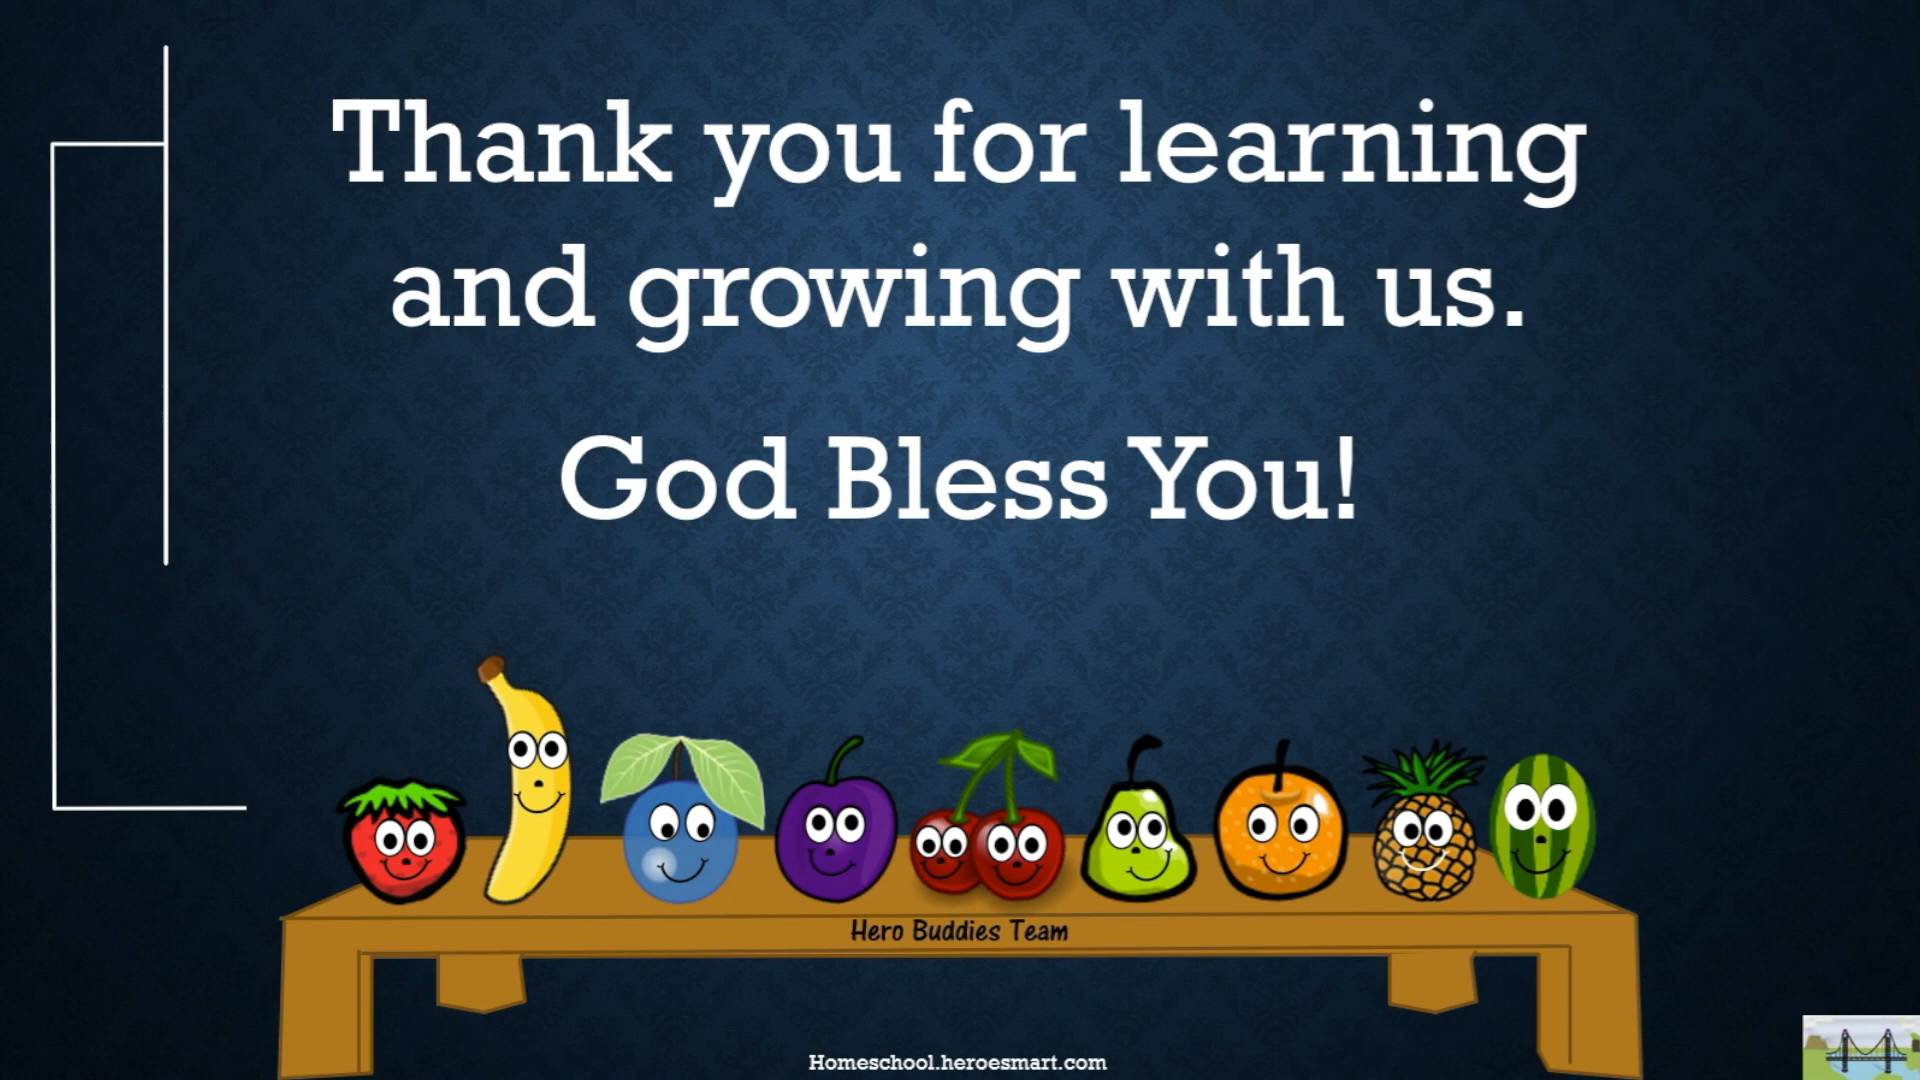 Thank you for learning
and growing with us.
God Bless You!
Hero Buddies Team
Homeschool.heroesmart.com